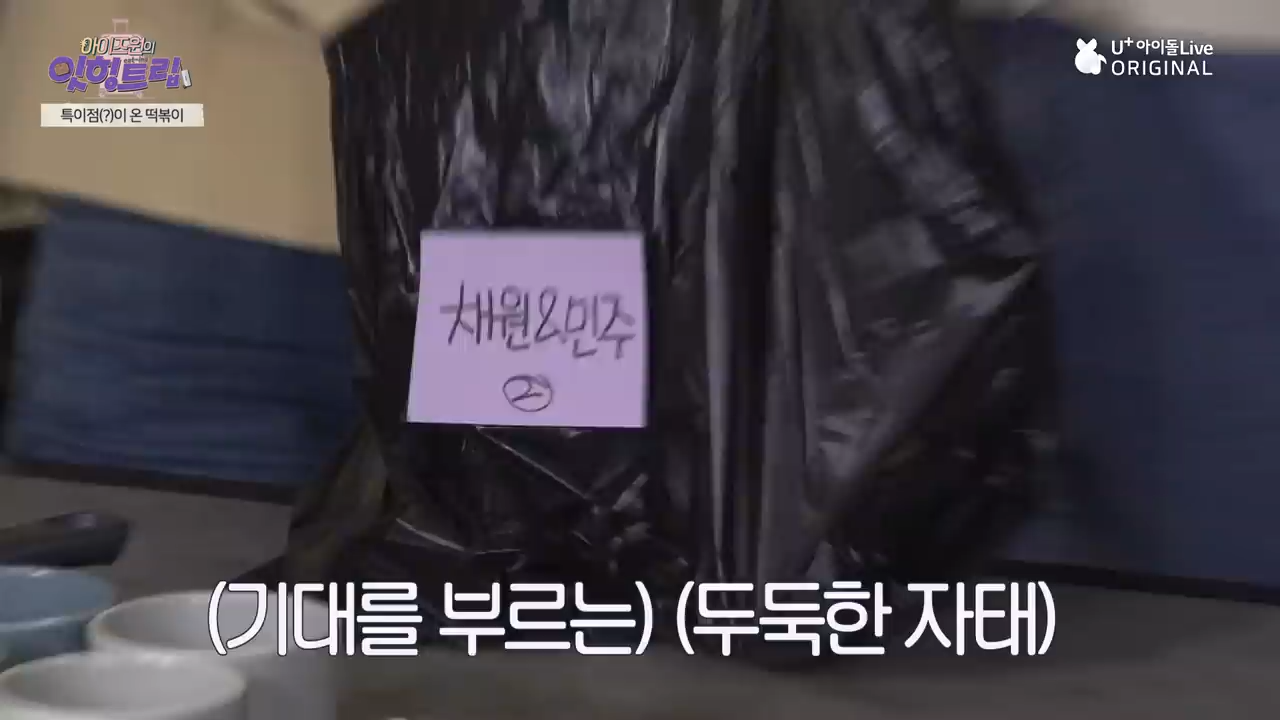 아이즈원의
잇힝트립
특이점(?)이 온 떡볶이
U+아이돌Live
ORIGINAL
채원&민주
②
(기대를 부르는) (두둑한 자태)